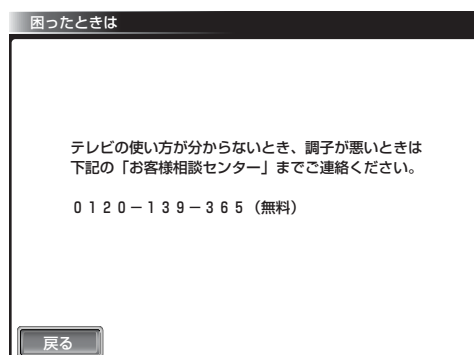 困ったときは
テレビの使い方が分からないとき、調子が悪いときは
下記の「お客様相談センター」までご連絡ください。
０１２０－１３９－３６５（無料）
戻る